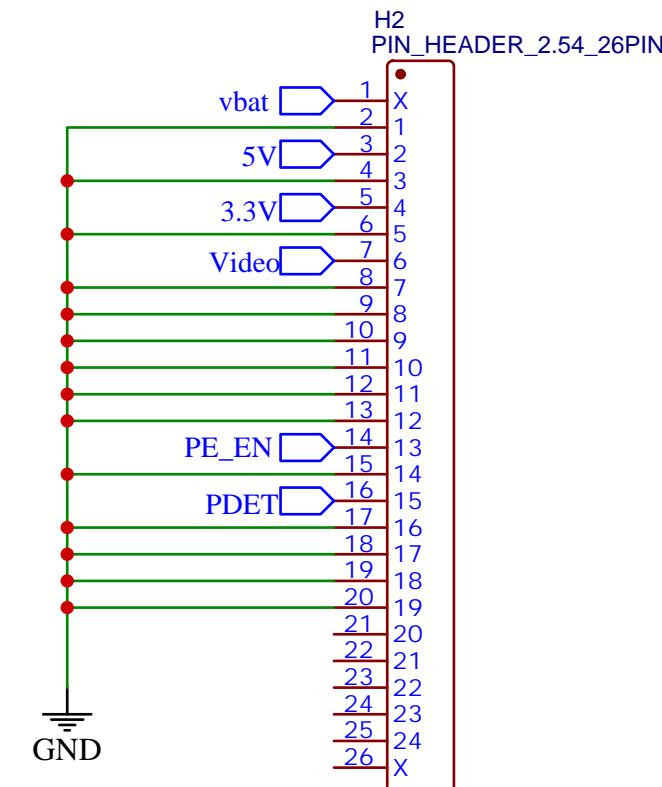 H2
PIN_HEADER_2.54_26PIN
vbat 1 X
2 1
5V 3 2
4 3
3.3V 5 4
6 5
Video 7 6
8 7
9 8
10 9
11 10
12 11
13 12
PE_EN 14 13
15 14
PDET 16 15
17 16
18 17
19 18
20 19
21 20
22 21
23 22
24 23
25 24
26 X
GND